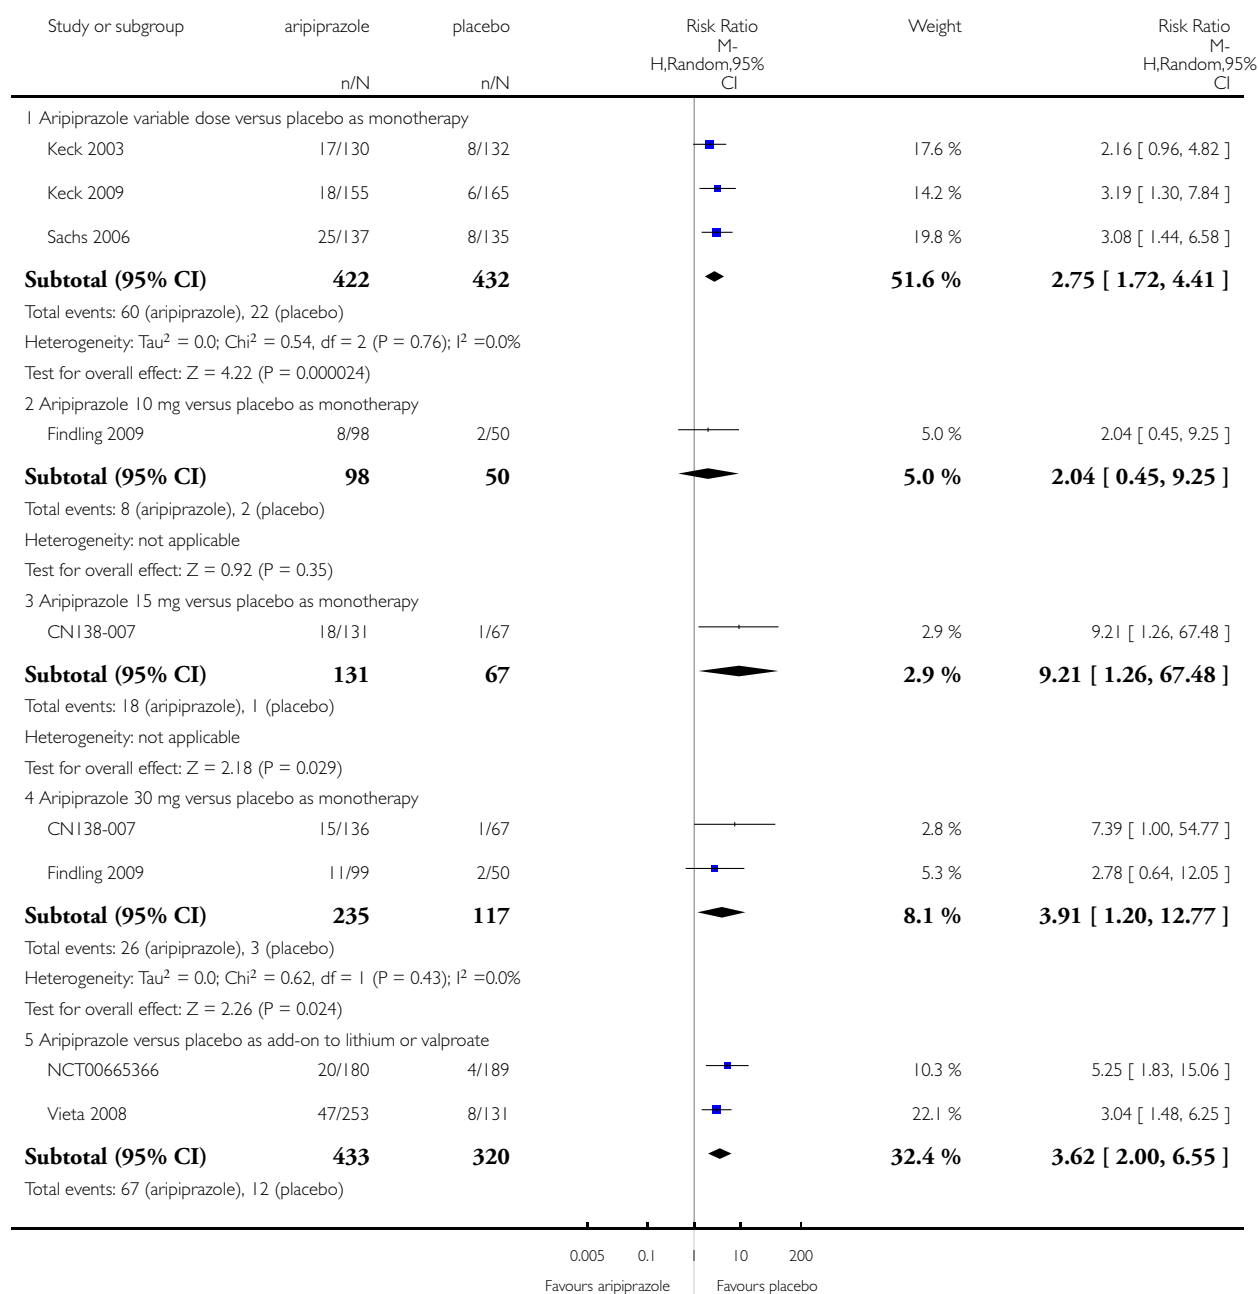 Study or subgroup aripiprazole placebo Risk Ratio Weight Risk Ratio
M- M-
H,Random,95% H,Random,95%
n/N n/N CI CI
1 Aripiprazole variable dose versus placebo as monotherapy
Keck 2003 17/130 8/132 17.6 % 2.16 [ 0.96, 4.82 ]
Keck 2009 18/155 6/165 14.2 % 3.19 [ 1.30, 7.84 ]
Sachs 2006 25/137 8/135 19.8 % 3.08 [ 1.44, 6.58 ]
Subtotal (95% CI) 422 432 51.6 % 2.75 [ 1.72, 4.41 ]
Total events: 60 (aripiprazole), 22 (placebo)
Heterogeneity: Tau² = 0.0; Chi² = 0.54, df = 2 (P = 0.76); I² =0.0%
Test for overall effect: Z = 4.22 (P = 0.000024)
2 Aripiprazole 10 mg versus placebo as monotherapy
Findling 2009 8/98 2/50 5.0 % 2.04 [ 0.45, 9.25 ]
Subtotal (95% CI) 98 50 5.0 % 2.04 [ 0.45, 9.25 ]
Total events: 8 (aripiprazole), 2 (placebo)
Heterogeneity: not applicable
Test for overall effect: Z = 0.92 (P = 0.35)
3 Aripiprazole 15 mg versus placebo as monotherapy
CN138-007 18/131 1/67 2.9 % 9.21 [ 1.26, 67.48 ]
Subtotal (95% CI) 131 67 2.9 % 9.21 [ 1.26, 67.48 ]
Total events: 18 (aripiprazole), 1 (placebo)
Heterogeneity: not applicable
Test for overall effect: Z = 2.18 (P = 0.029)
4 Aripiprazole 30 mg versus placebo as monotherapy
CN138-007 15/136 1/67 2.8 % 7.39 [ 1.00, 54.77 ]
Findling 2009 11/99 2/50 5.3 % 2.78 [ 0.64, 12.05 ]
Subtotal (95% CI) 235 117 8.1 % 3.91 [ 1.20, 12.77 ]
Total events: 26 (aripiprazole), 3 (placebo)
Heterogeneity: Tau² = 0.0; Chi² = 0.62, df = 1 (P = 0.43); I² =0.0%
Test for overall effect: Z = 2.26 (P = 0.024)
5 Aripiprazole versus placebo as add-on to lithium or valproate
NCT00665366 20/180 4/189 10.3 % 5.25 [ 1.83, 15.06 ]
Vieta 2008 47/253 8/131 22.1 % 3.04 [ 1.48, 6.25 ]
Subtotal (95% CI) 433 320 32.4 % 3.62 [ 2.00, 6.55 ]
Total events: 67 (aripiprazole), 12 (placebo)
0.005 0.1 1 10 200
Favours aripiprazole Favours placebo